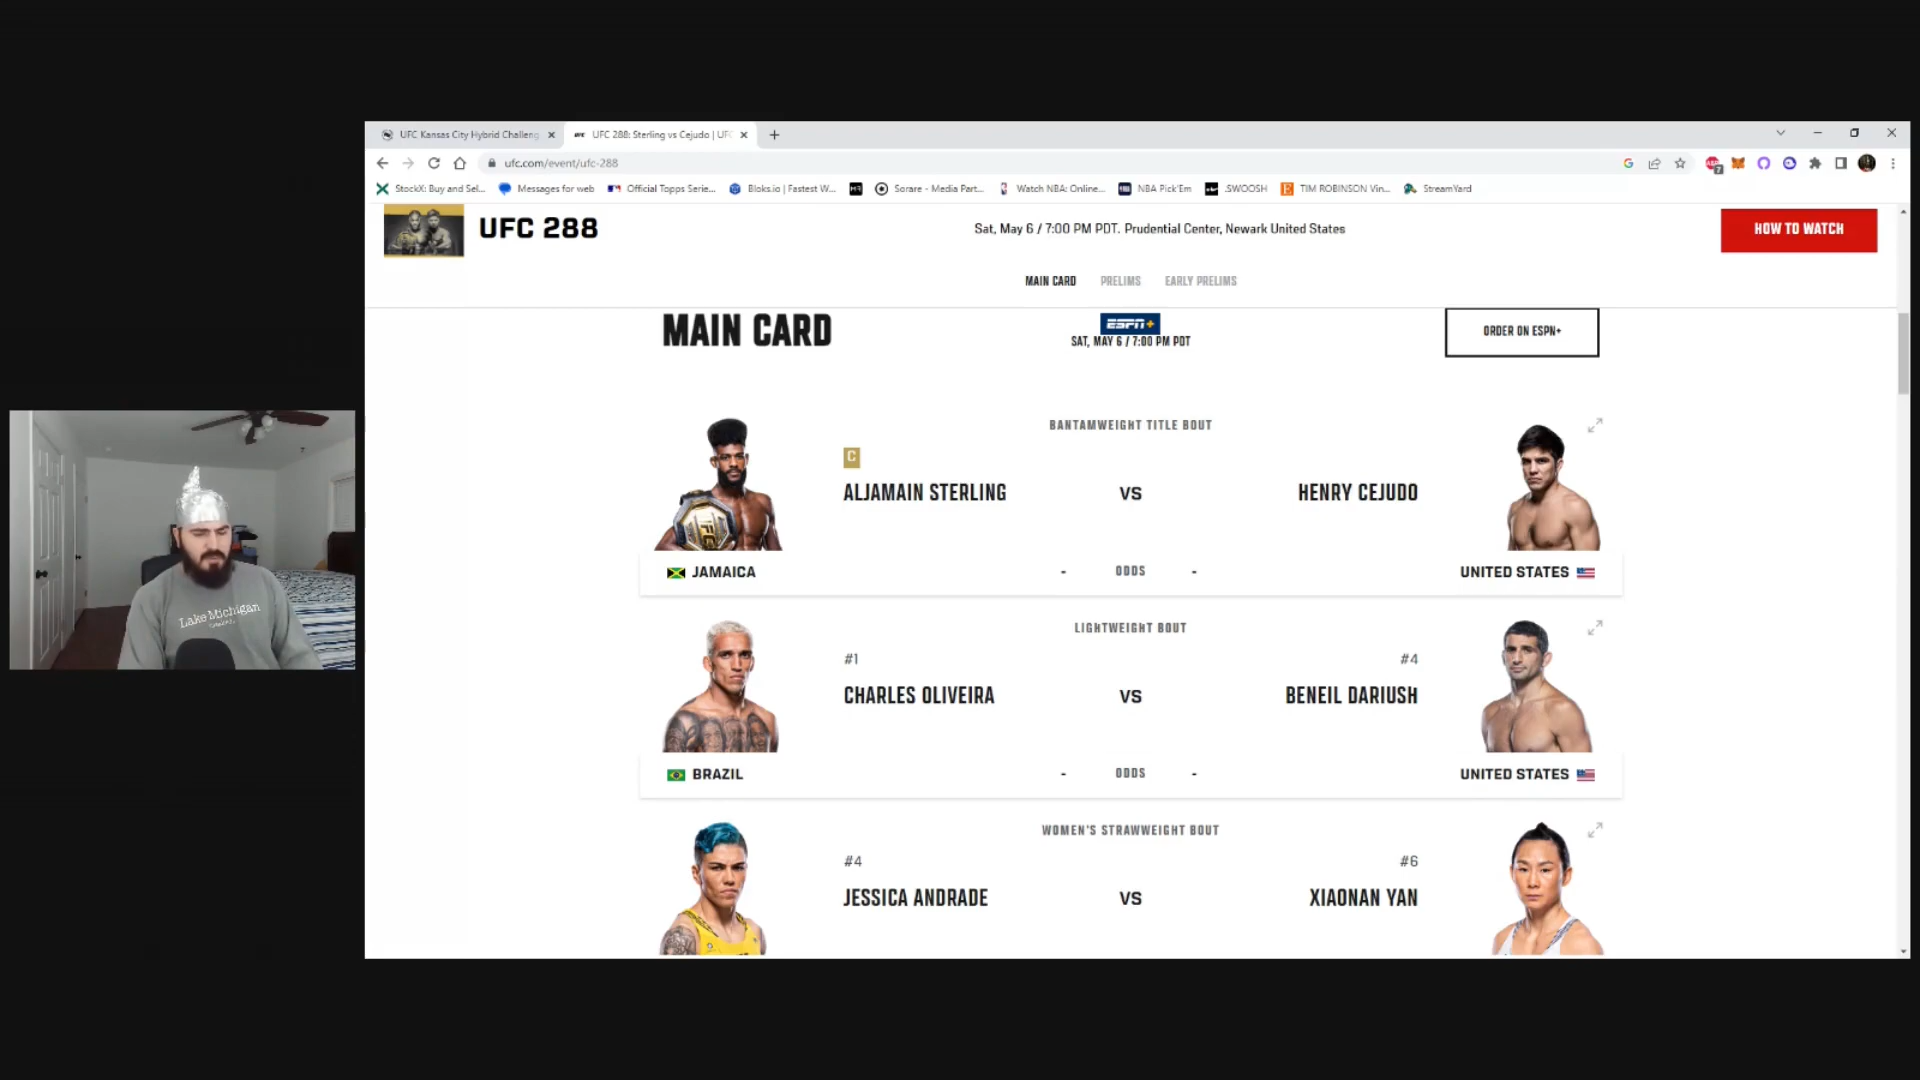 UFC Kansas City Hybrid Challeng
UFC 288: Sterling vs Cejudo | UFC
ufc.com/event/ufc-288
StockX: Buy and Sel...
Messages for web
Official Topps Serie...
Bloks.io | Fastest W...
Sorare - Media Part...
Watch NBA: Online...
NBA Pick'Em
.SWOOSH
TIM ROBINSON Vin...
StreamYard
UFC 288
Sat, May 6 / 7:00 PM PDT. Prudential Center, Newark United States
HOW TO WATCH
MAIN CARD
PRELIMS
EARLY PRELIMS
MAIN CARD
ESPN+
SAT, MAY 6 / 7:00 PM PDT
ORDER ON ESPN+
BANTAMWEIGHT TITLE BOUT
C
ALJAMAIN STERLING
VS
HENRY CEJUDO
JAMAICA
- ODDS -
UNITED STATES
LIGHTWEIGHT BOUT
#1
#4
CHARLES OLIVEIRA
VS
BENEIL DARIUSH
BRAZIL
- ODDS -
UNITED STATES
WOMEN'S STRAWWEIGHT BOUT
#4
#6
JESSICA ANDRADE
VS
XIAONAN YAN
Lake Michigan